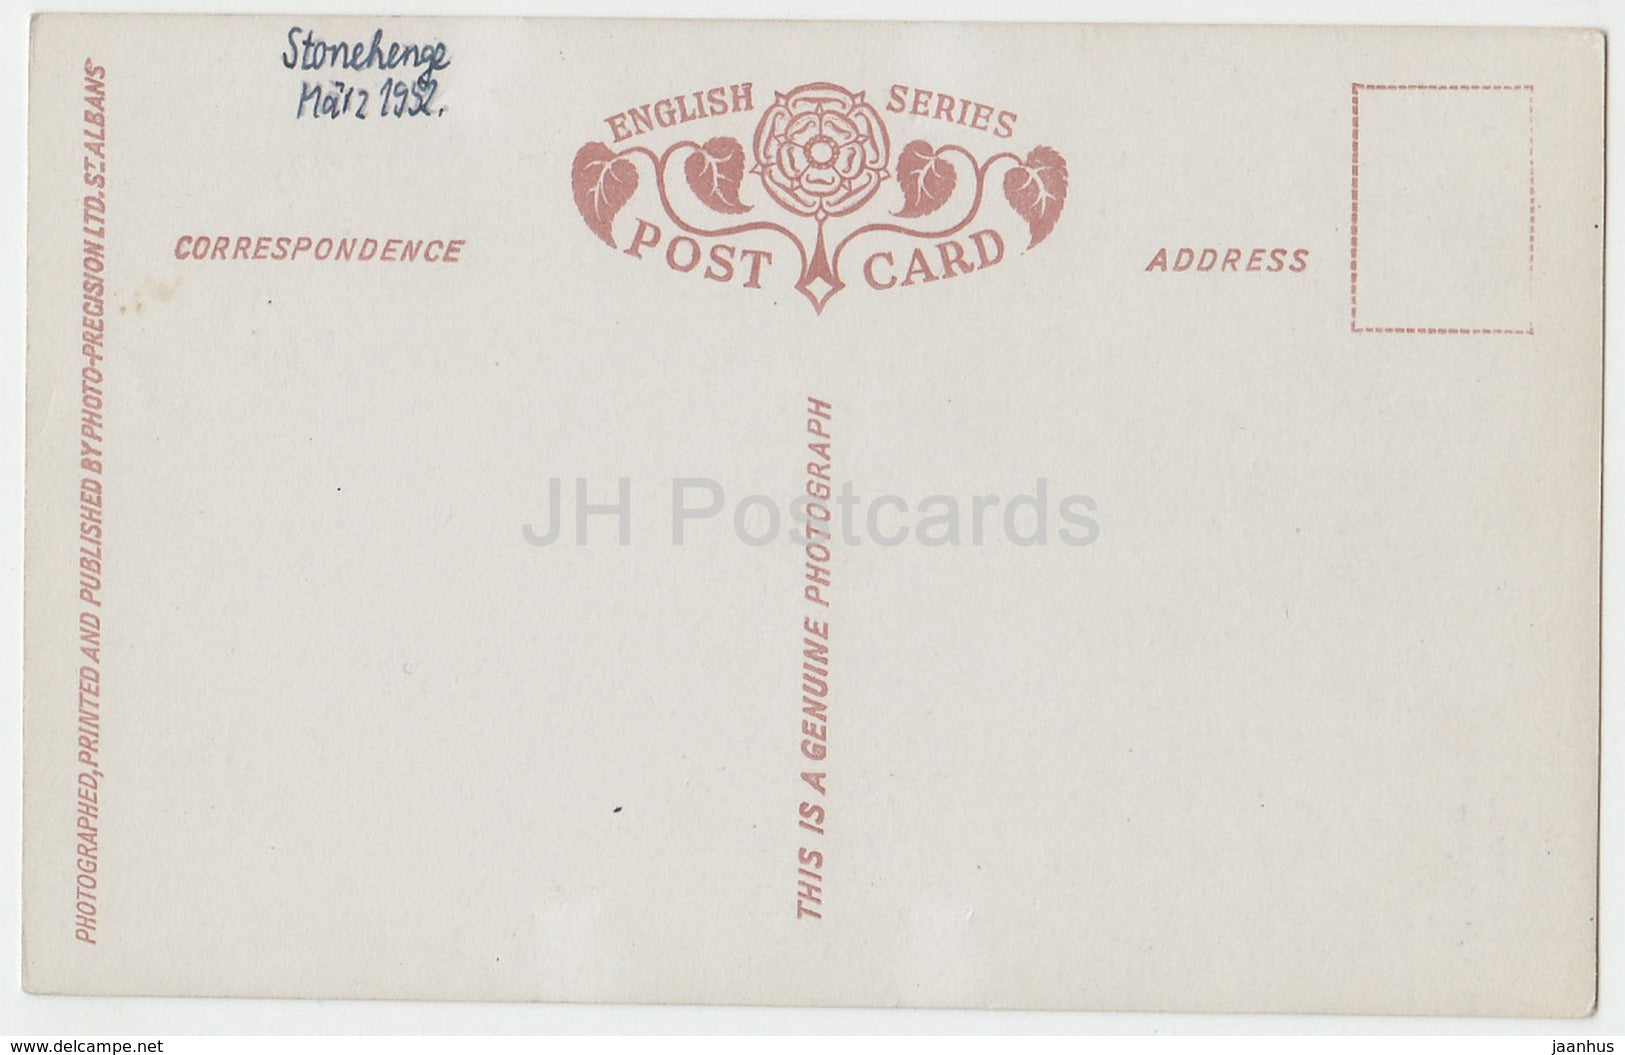 Stonehenge
März 1952.
ENGLISH SERIES
POST CARD
CORRESPONDENCE
ADDRESS
PHOTOGRAPHED, PRINTED AND PUBLISHED BY PHOTO-PRECISION LTD. ST. ALBANS
THIS IS A GENUINE PHOTOGRAPH
JH Postcards
www.delcampe.net
jaanhus